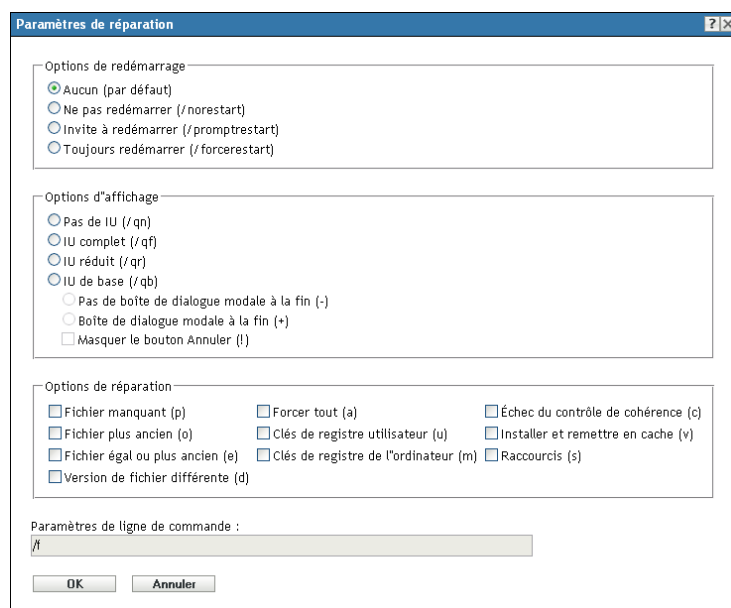 Paramètres de réparation
Options de redémarrage
Aucun (par défaut)
Ne pas redémarrer (/norestart)
Invite à redémarrer (/promptrestart)
Toujours redémarrer (/forcerestart)
Options d"affichage
Pas de IU (/qn)
IU complet (/qf)
IU réduit (/qr)
IU de base (/qb)
Pas de boîte de dialogue modale à la fin (-)
Boîte de dialogue modale à la fin (+)
Masquer le bouton Annuler (!)
Options de réparation
Fichier manquant (p) Forcer tout (a) Échec du contrôle de cohérence (c)
Fichier plus ancien (o) Clés de registre utilisateur (u) Installer et remettre en cache (v)
Fichier égal ou plus ancien (e) Clés de registre de l"ordinateur (m) Raccourcis (s)
Version de fichier différente (d)
Paramètres de ligne de commande :
/f
OK Annuler